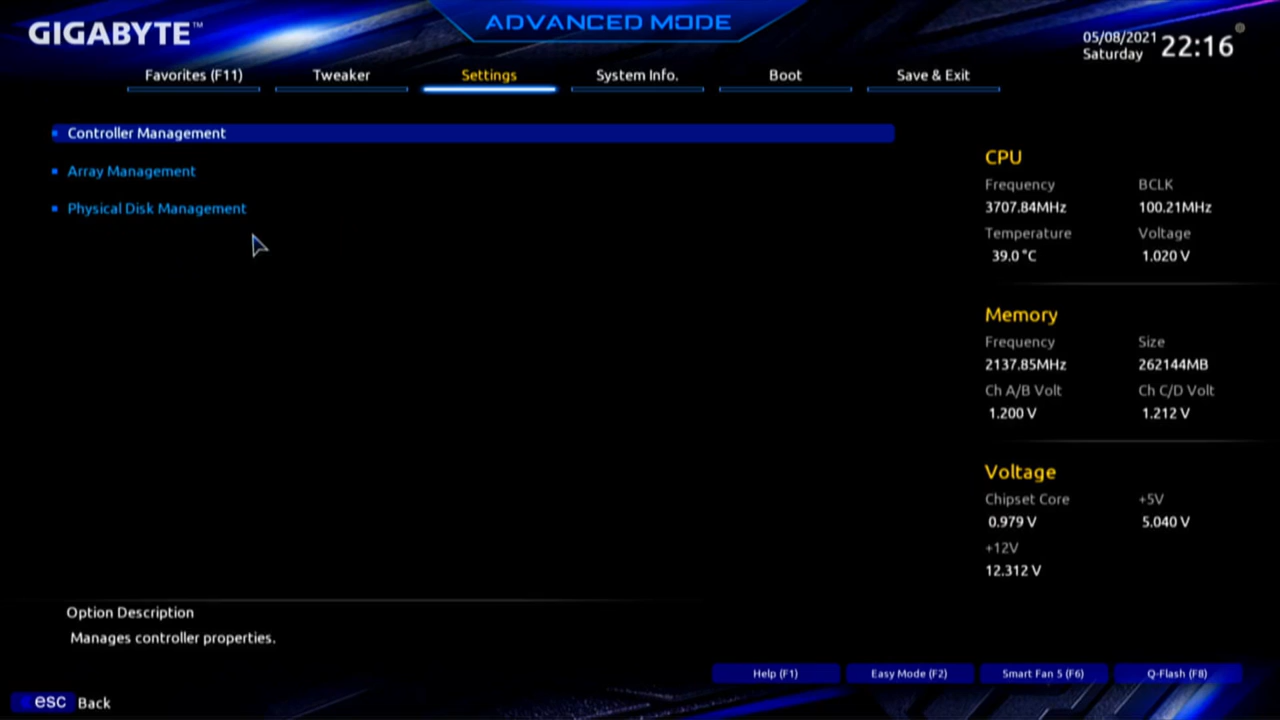 GIGABYTE™
ADVANCED MODE
05/08/2021
Saturday
22:16
Favorites (F11)
Tweaker
Settings
System Info.
Boot
Save & Exit
Controller Management
Array Management
Physical Disk Management
CPU
Frequency BCLK
3707.84MHz 100.21MHz
Temperature Voltage
39.0 °C 1.020 V
Memory
Frequency Size
2137.85MHz 262144MB
Ch A/B Volt Ch C/D Volt
1.200 V 1.212 V
Voltage
Chipset Core +5V
0.979 V 5.040 V
+12V
12.312 V
Option Description
Manages controller properties.
Help (F1)
Easy Mode (F2)
Smart Fan 5 (F6)
Q-Flash (F8)
esc Back